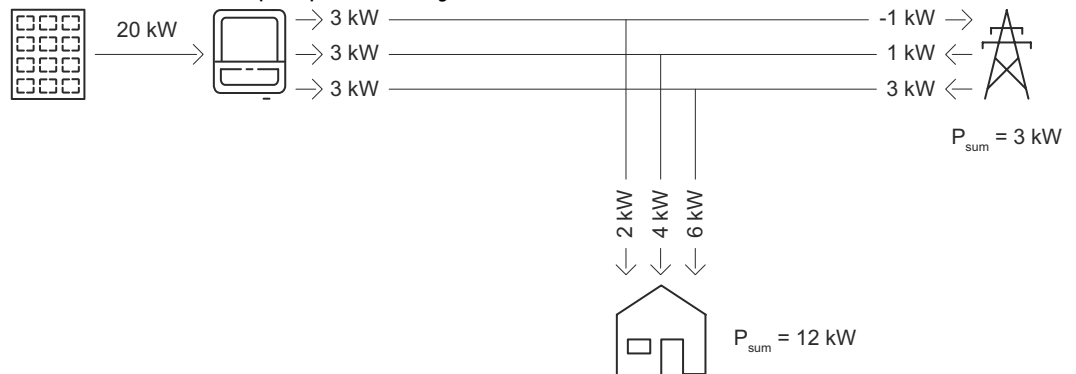 20 kW
3 kW
3 kW
3 kW
-1 kW
1 kW
3 kW
P_sum = 3 kW
2 kW
4 kW
6 kW
P_sum = 12 kW